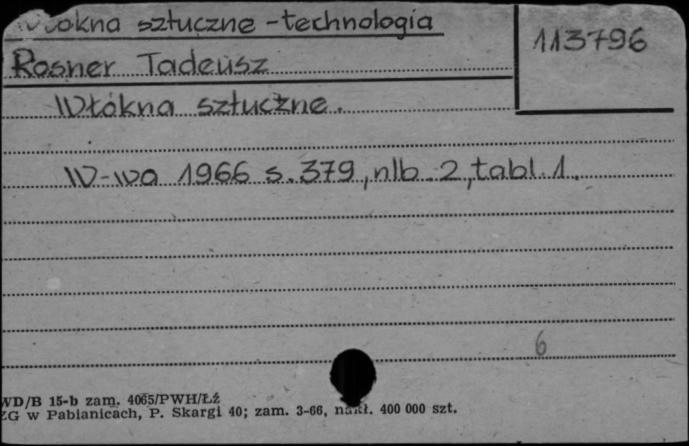 Włókna sztuczne - technologia
113796
Rosner Tadeusz
Włókna sztuczne.
W-wa 1966 s. 379, nlb. 2, tabl. 1.
6
WD/B 15-b zam. 4065/PWH/Łź
ZG w Pabianicach, P. Skargi 40; zam. 3-66, nakł. 400 000 szt.